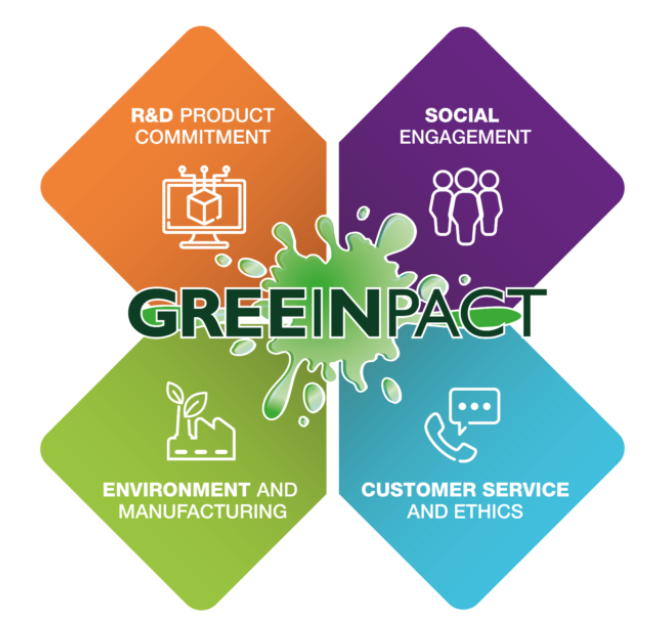 R&D PRODUCT
COMMITMENT
SOCIAL
ENGAGEMENT
GREEINPACT
ENVIRONMENT AND
MANUFACTURING
CUSTOMER SERVICE
AND ETHICS